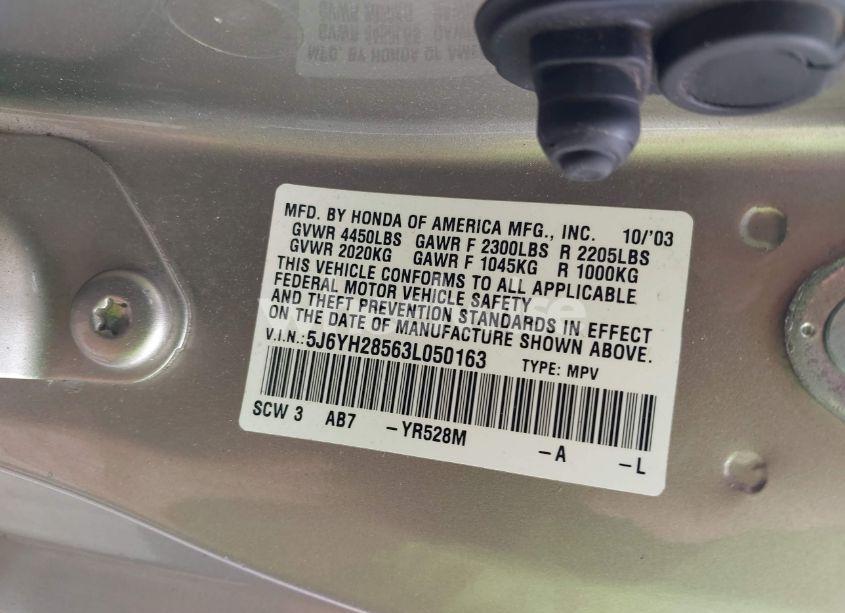 MFD. BY HONDA OF AMERICA MFG., INC. 10/'03
GVWR 4450LBS GAWR F 2300LBS R 2205LBS
GVWR 2020KG GAWR F 1045KG R 1000KG
THIS VEHICLE CONFORMS TO ALL APPLICABLE
FEDERAL MOTOR VEHICLE SAFETY
AND THEFT PREVENTION STANDARDS IN EFFECT
ON THE DATE OF MANUFACTURE SHOWN ABOVE.
V.I.N.:5J6YH28563L050163 TYPE: MPV
SCW 3 AB7 -YR528M -A -L